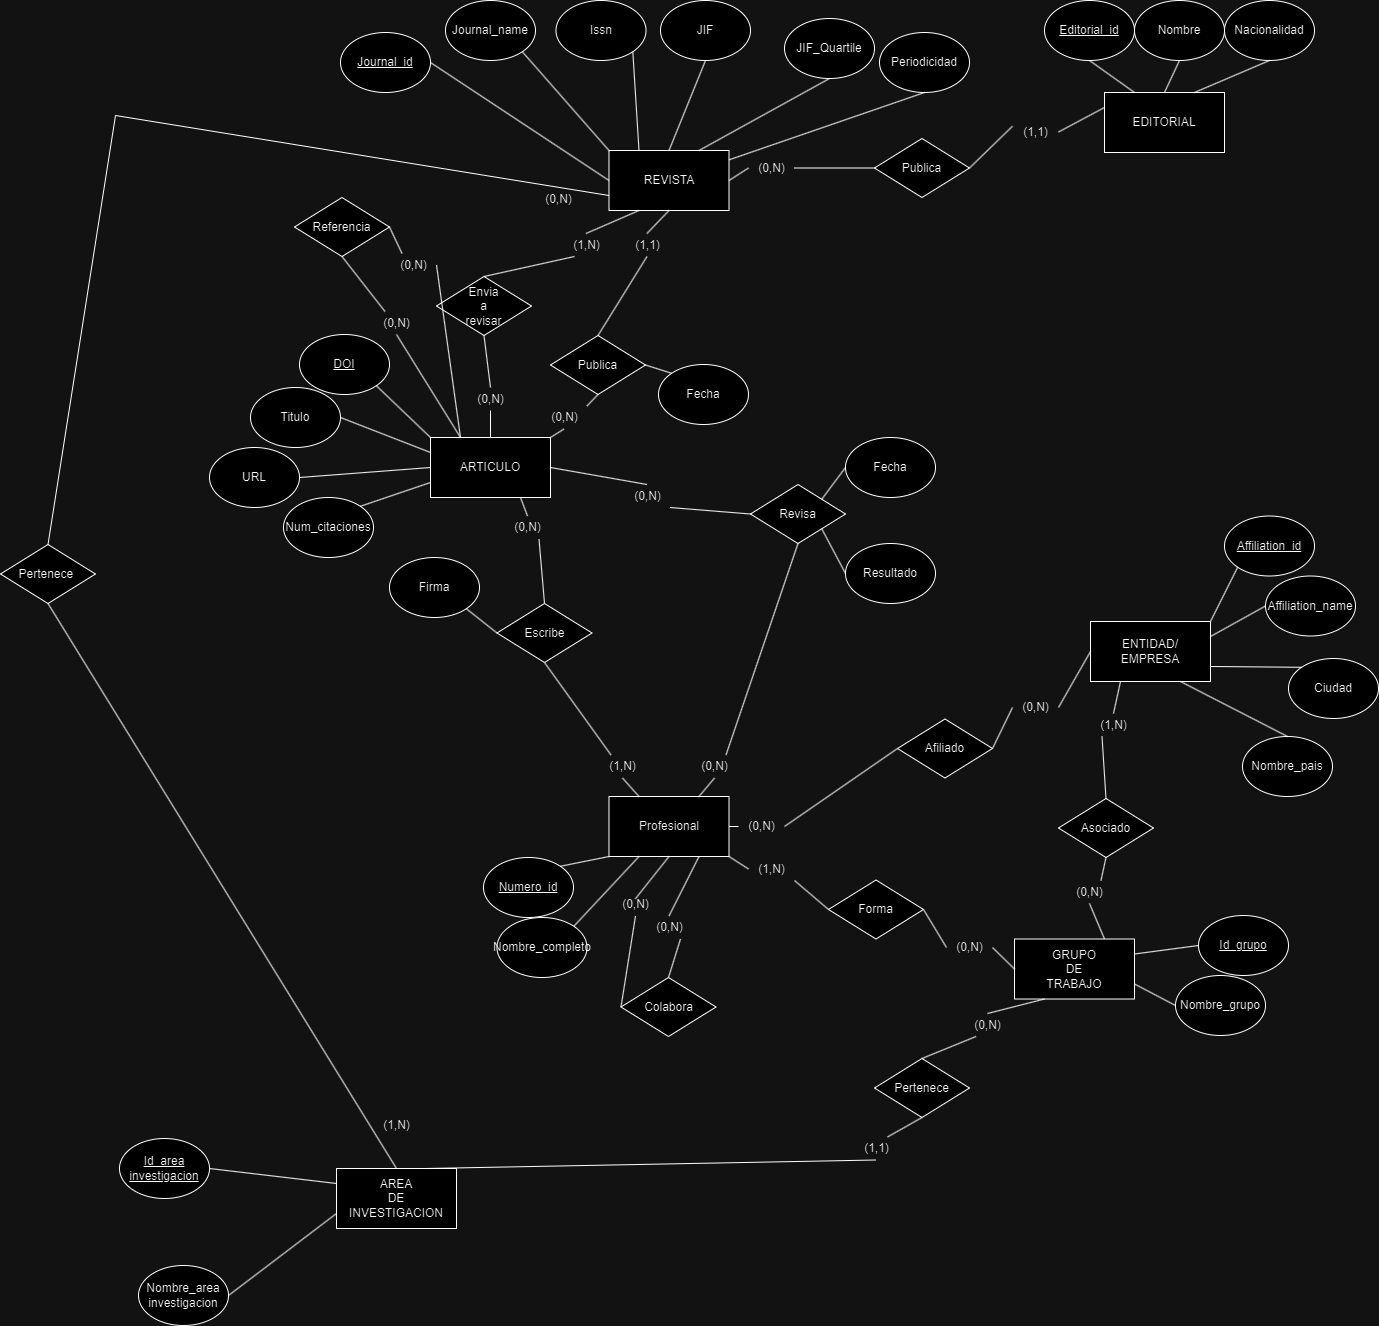 Journal_id
Journal_name
Issn
JIF
JIF_Quartile
Periodicidad
Editorial_id
Nombre
Nacionalidad
EDITORIAL
(1,1)
Publica
(0,N)
REVISTA
(0,N)
Referencia
(0,N)
(0,N)
(1,N)
(1,1)
Envia
a
revisar
Publica
Fecha
(0,N)
(0,N)
DOI
Titulo
URL
Num_citaciones
ARTICULO
(0,N)
(0,N)
Revisa
Fecha
Resultado
Pertenece
Firma
Escribe
Affiliation_id
Affiliation_name
ENTIDAD/
EMPRESA
Ciudad
Nombre_pais
(0,N)
(1,N)
Afiliado
(1,N)
(0,N)
Profesional
(0,N)
Asociado
(1,N)
(0,N)
Numero_id
Nombre_completo
(0,N)
(0,N)
Colabora
Forma
(0,N)
GRUPO
DE
TRABAJO
Id_grupo
Nombre_grupo
(0,N)
Pertenece
(1,1)
(1,N)
Id_area
investigacion
AREA
DE
INVESTIGACION
Nombre_area
investigacion